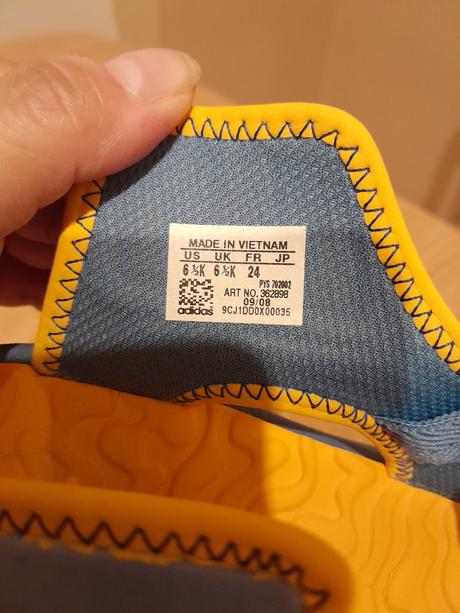 MADE IN VIETNAM
US UK FR JP
6 ½K 6 ½K 24
PYS 702002
ART NO. 362898
09/08
adidas 9CJ1DD0X00035